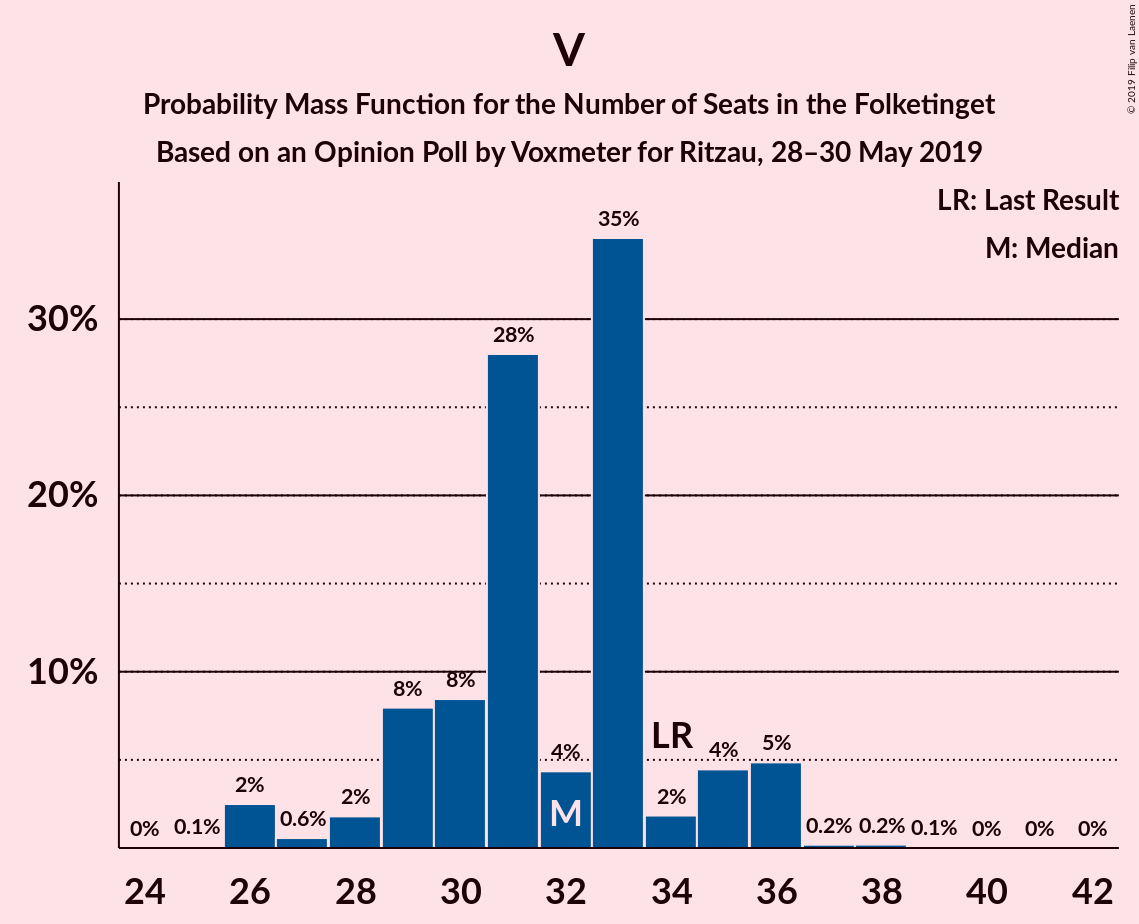 V
Probability Mass Function for the Number of Seats in the Folketinget
Based on an Opinion Poll by Voxmeter for Ritzau, 28–30 May 2019
© 2019 Filip van Laenen
LR: Last Result
M: Median
30%
20%
10%
0%
0.1%
2%
0.6%
2%
8%
8%
28%
4%
35%
2%
4%
5%
0.2%
0.2%
0.1%
0%
0%
0%
LR
M
24 26 28 30 32 34 36 38 40 42